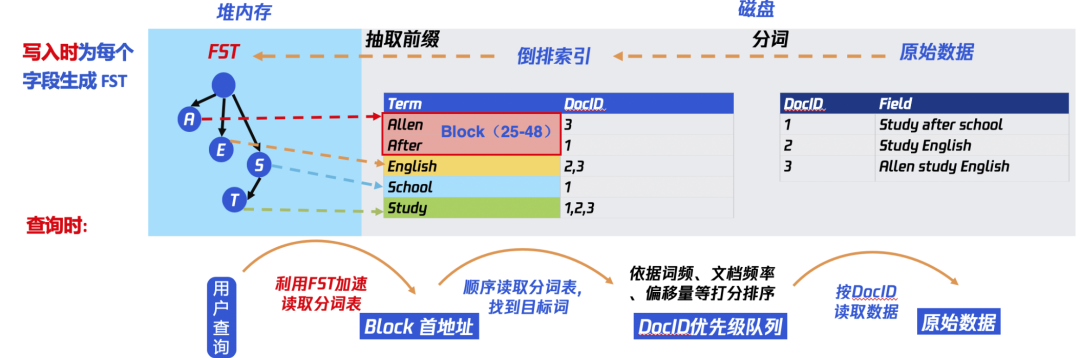 堆内存
磁盘
写入时为每个
字段生成 FST
FST
抽取前缀
倒排索引
分词
原始数据
A
E
S
T
Term DocID
Allen 3
After 1
Block（25-48）
English 2,3
School 1
Study 1,2,3
DocID Field
1 Study after school
2 Study English
3 Allen study English
查询时:
用户查询
利用FST加速
读取分词表
Block 首地址
顺序读取分词表，
找到目标词
依据词频、文档频率
、偏移量等打分排序
DocID优先级队列
按DocID
读取数据
原始数据